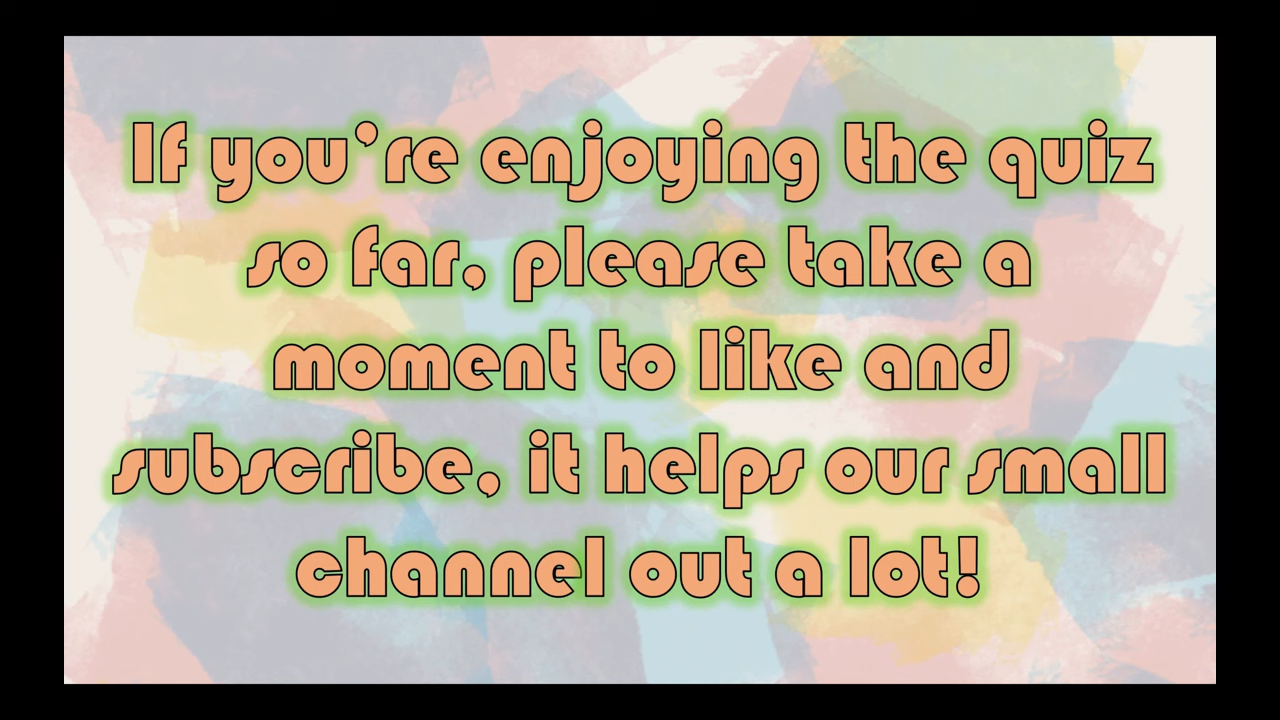 If you’re enjoying the quiz
so far, please take a
moment to like and
subscribe, it helps our small
channel out a lot!